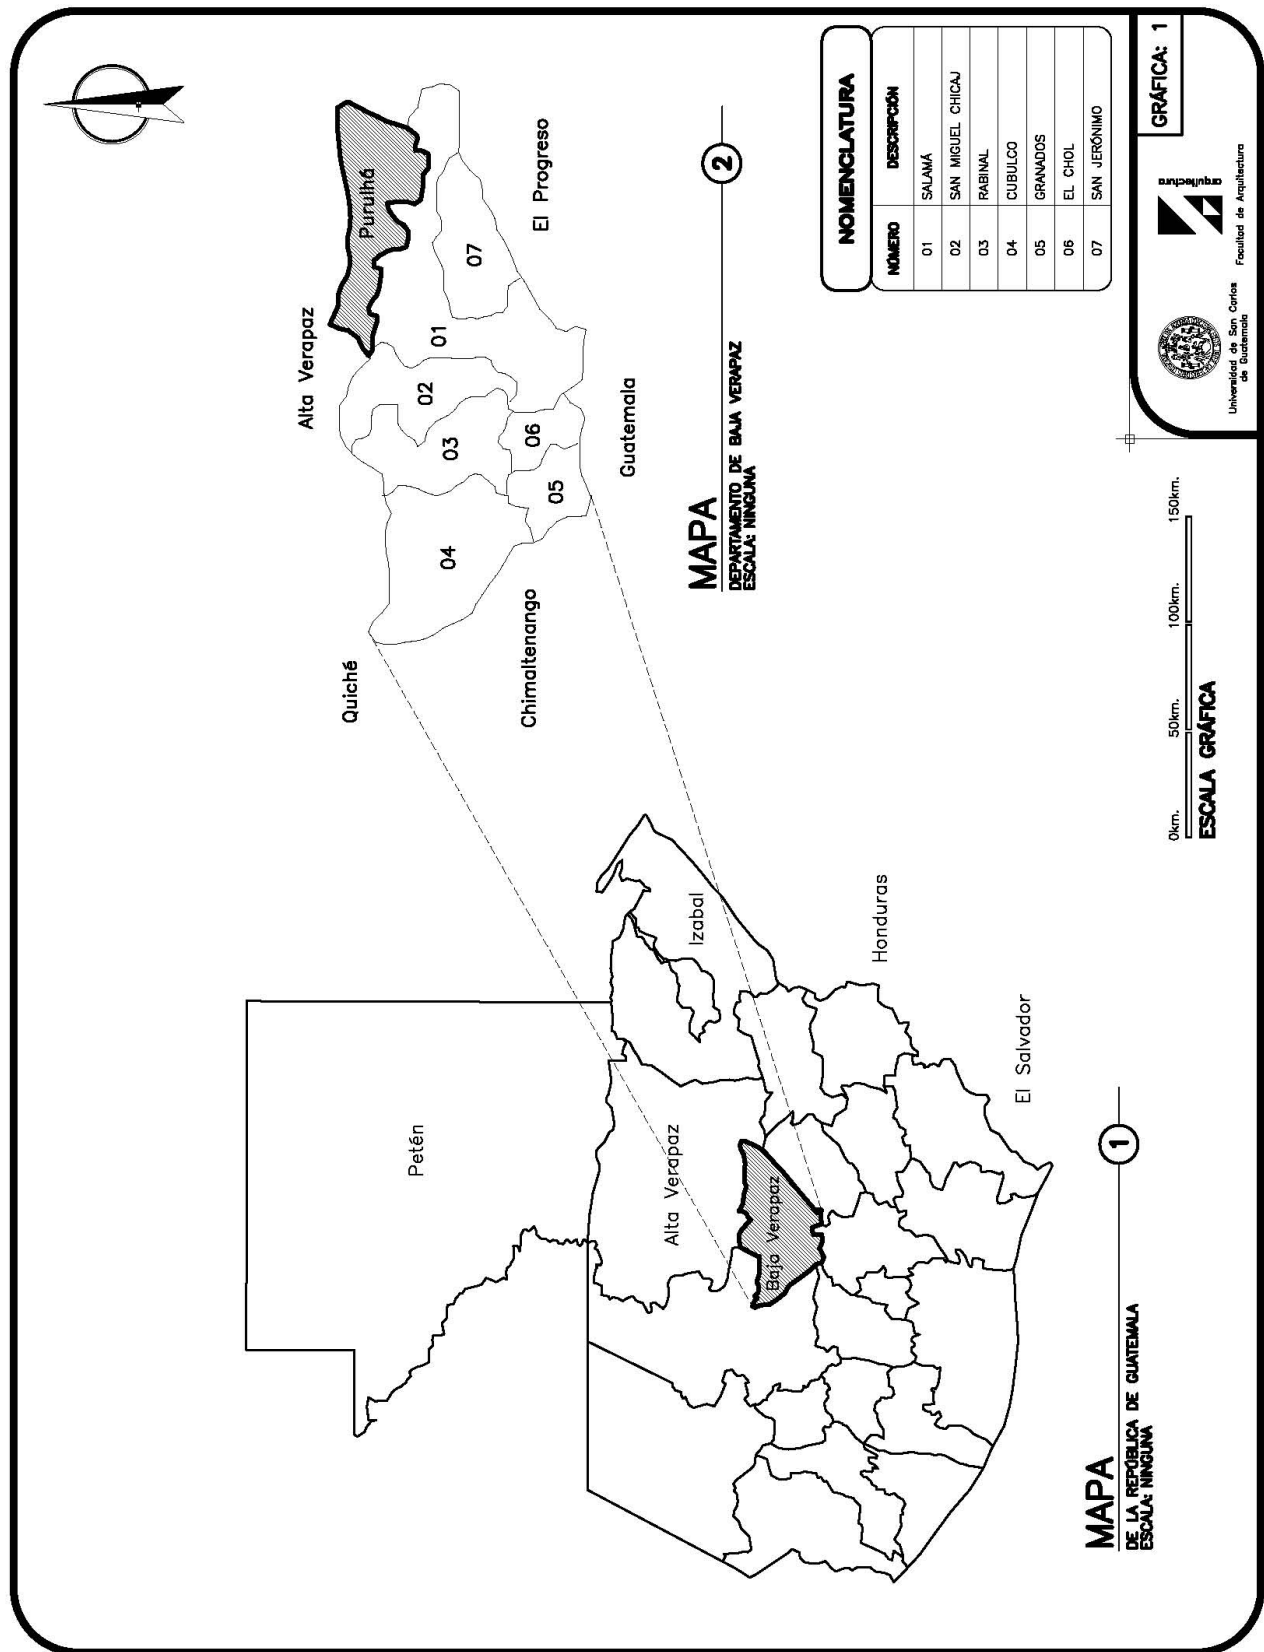 Petén
Alta Verapaz
Baja Verapaz
Izabal
Honduras
El Salvador
MAPA
DE LA REPÚBLICA DE GUATEMALA
ESCALA: NINGUNA
1
Quiché
Alta Verapaz
Purulhá
Chimaltenango
Guatemala
El Progreso
04
03
02
01
07
05
06
MAPA
DEPARTAMENTO DE BAJA VERAPAZ
ESCALA: NINGUNA
2
NOMENCLATURA
NÚMERO DESCRIPCIÓN
01 SALAMÁ
02 SAN MIGUEL CHICAJ
03 RABINAL
04 CUBULCO
05 GRANADOS
06 EL CHOL
07 SAN JERÓNIMO
0km. 50km. 100km. 150km.
ESCALA GRÁFICA
Universidad de San Carlos
de Guatemala
arquitectura
Facultad de Arquitectura
GRÁFICA: 1